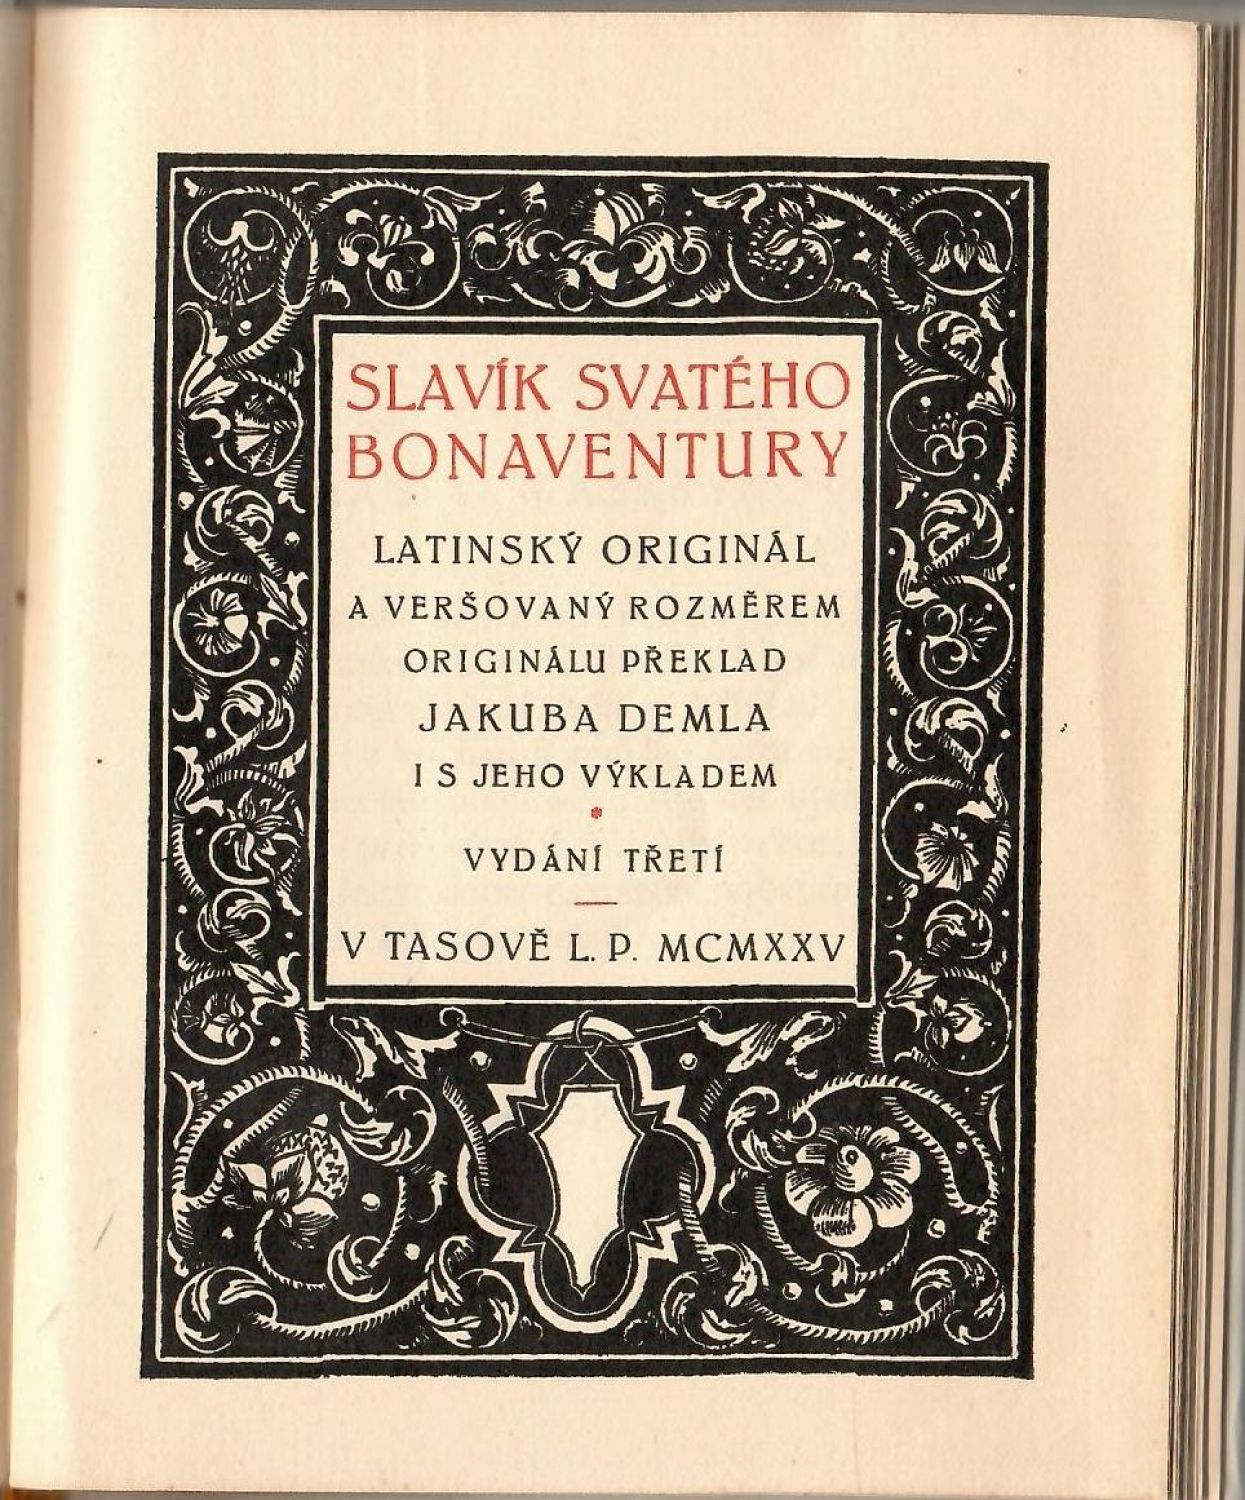 SLAVÍK SVATÉHO
BONAVENTURY
LATINSKÝ ORIGINÁL
A VERŠOVANÝ ROZMĚREM
ORIGINÁLU PŘEKLAD
JAKUBA DEMLA
I S JEHO VÝKLADEM
*
VYDÁNÍ TŘETÍ
V TASOVĚ L. P. MCMXXV